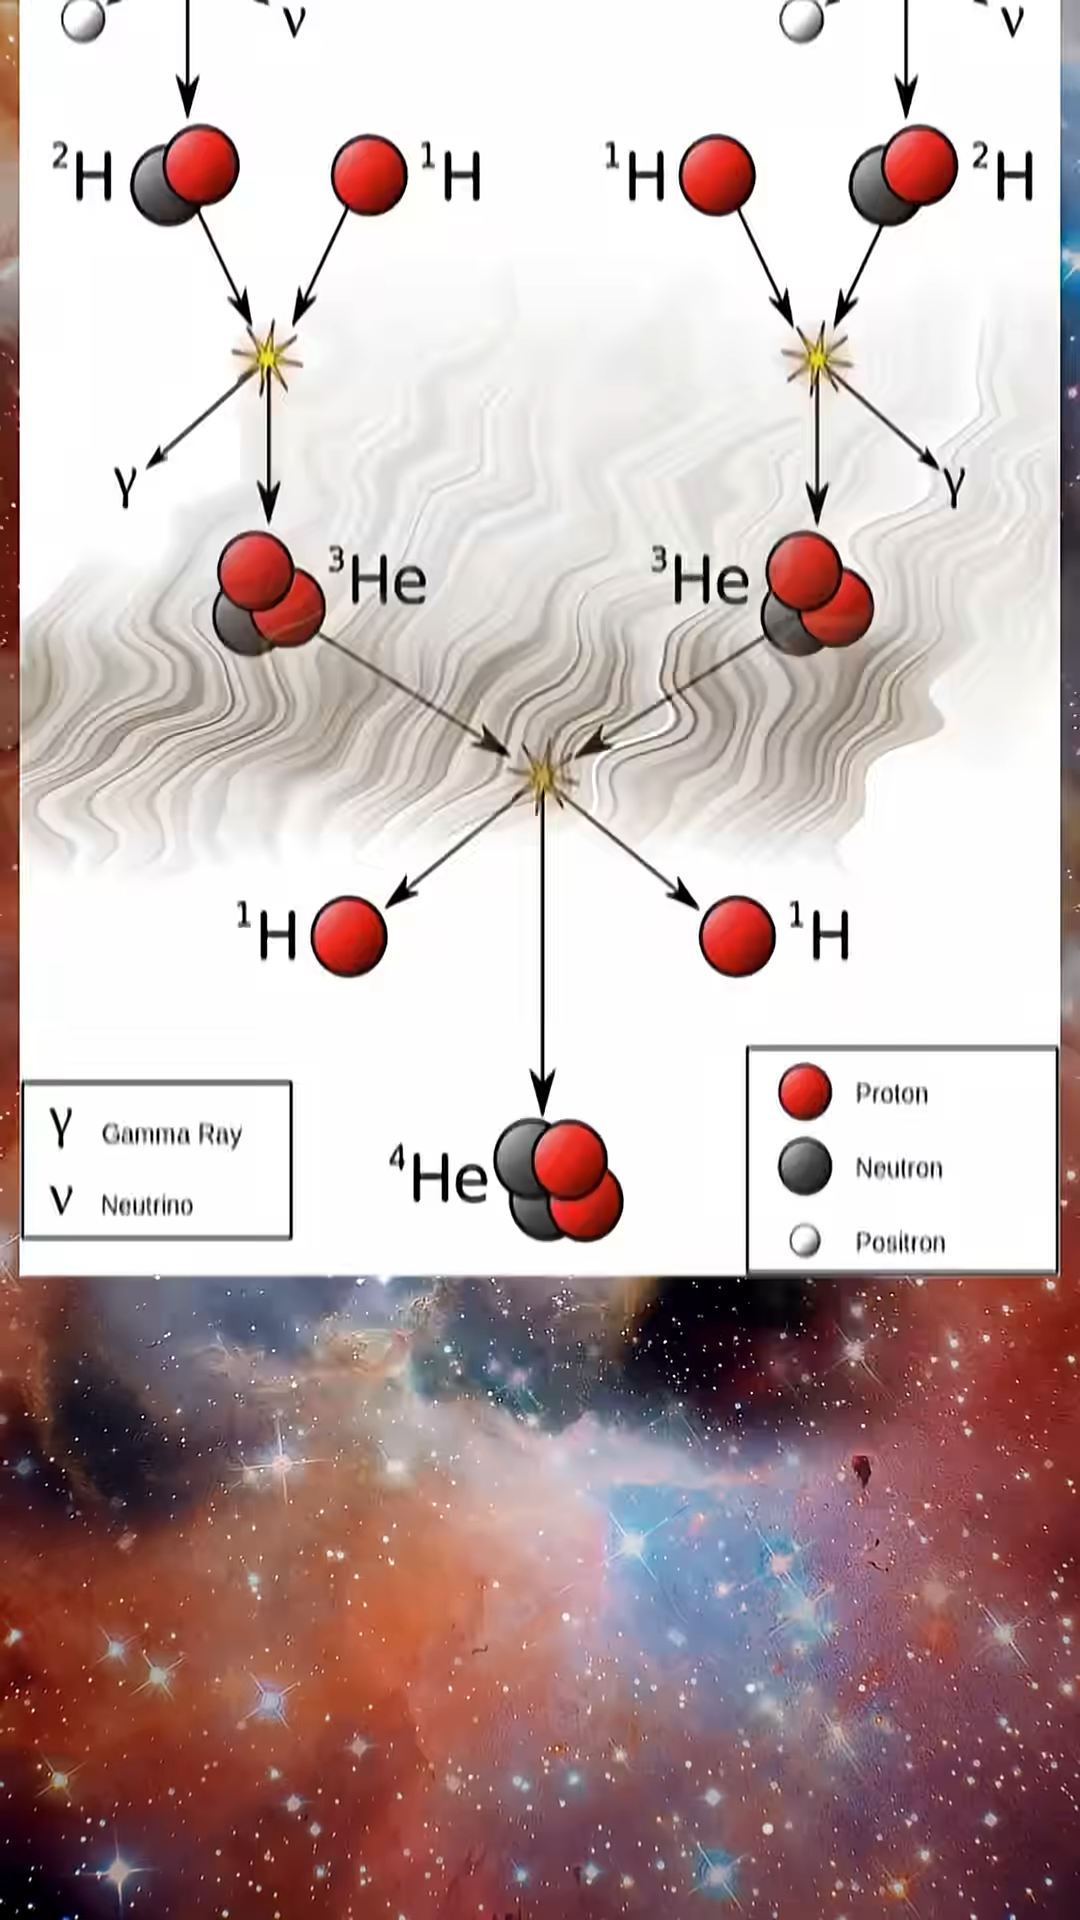 ν ν
²H ¹H ¹H ²H
γ γ
³He ³He
¹H ¹H
γ Gamma Ray
ν Neutrino
⁴He
Proton
Neutron
Positron